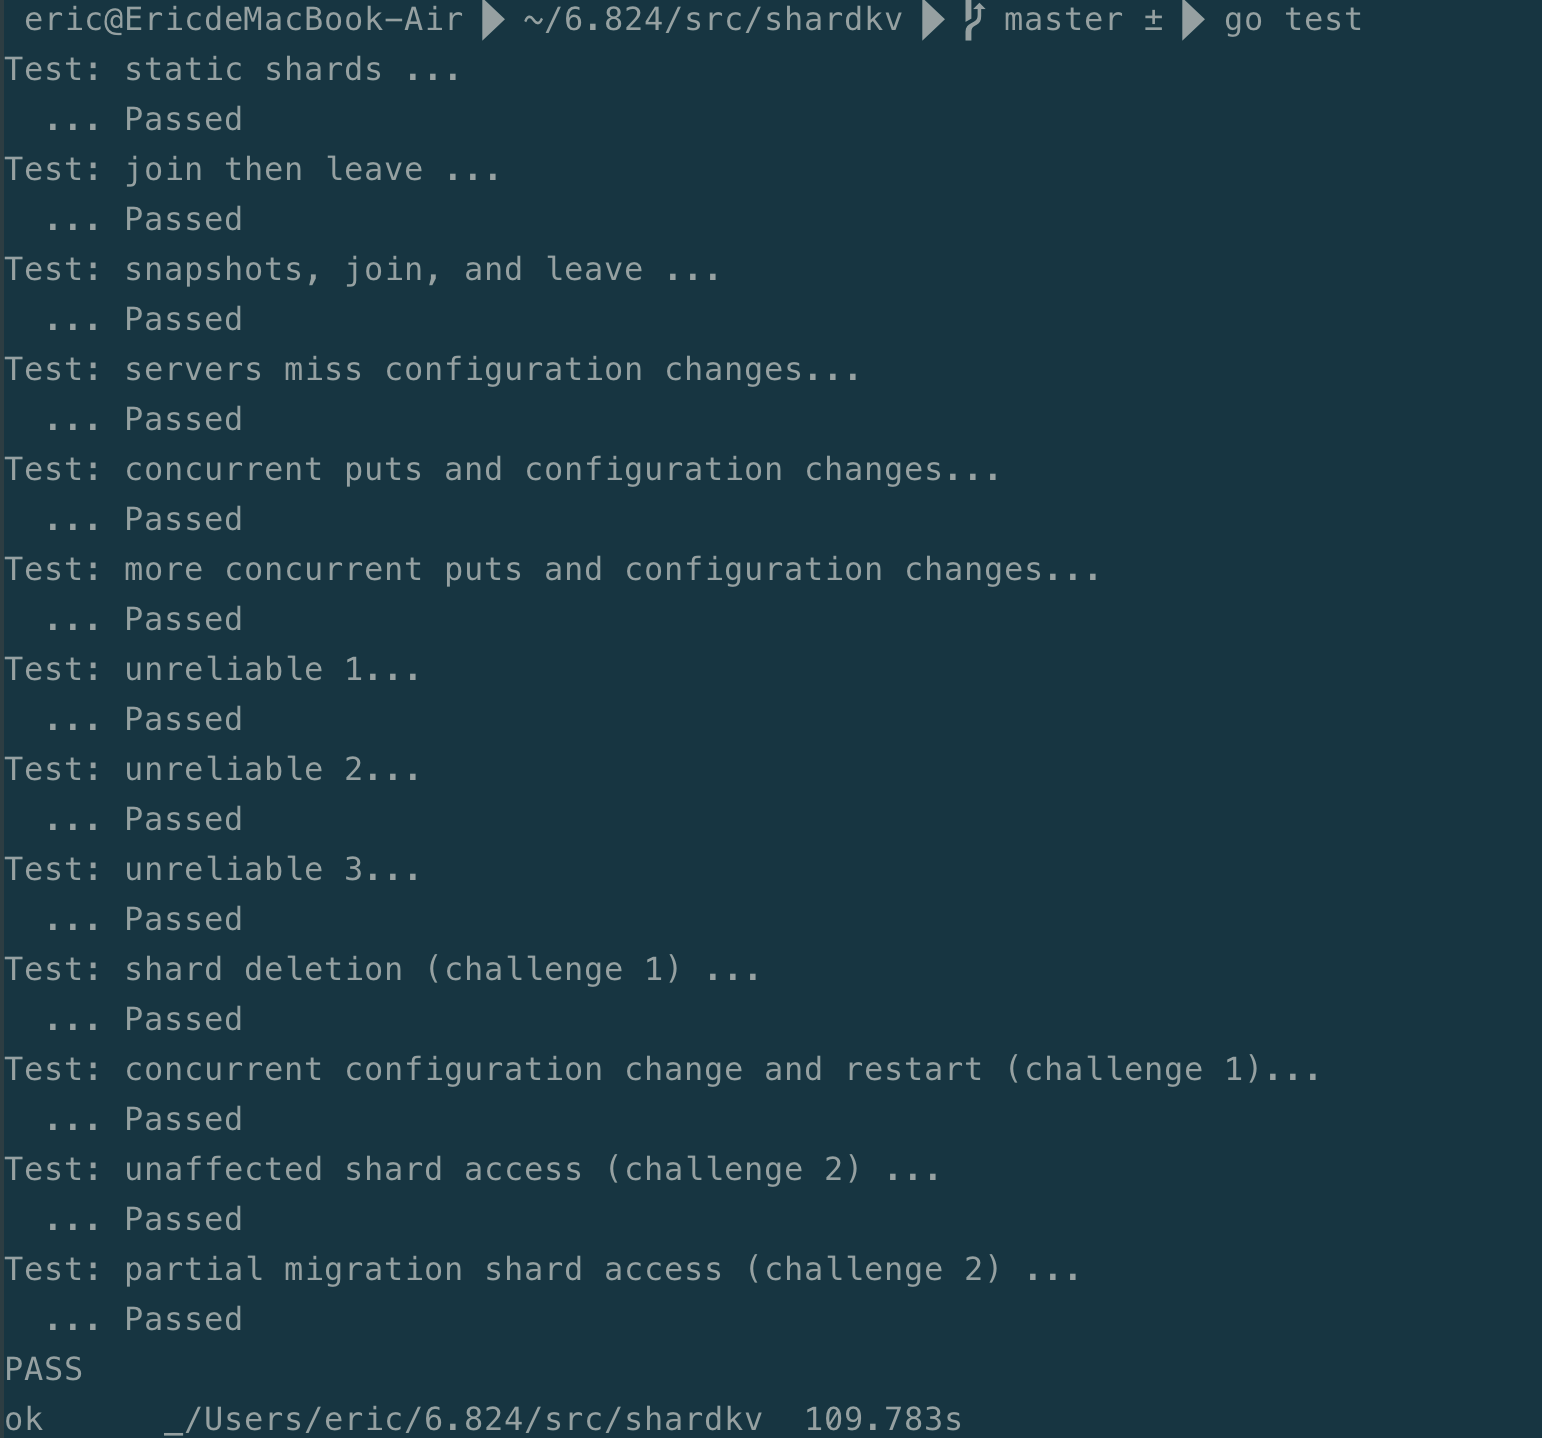 eric@EricdeMacBook-Air ~/6.824/src/shardkv master ± go test
Test: static shards ...
  ... Passed
Test: join then leave ...
  ... Passed
Test: snapshots, join, and leave ...
  ... Passed
Test: servers miss configuration changes...
  ... Passed
Test: concurrent puts and configuration changes...
  ... Passed
Test: more concurrent puts and configuration changes...
  ... Passed
Test: unreliable 1...
  ... Passed
Test: unreliable 2...
  ... Passed
Test: unreliable 3...
  ... Passed
Test: shard deletion (challenge 1) ...
  ... Passed
Test: concurrent configuration change and restart (challenge 1)...
  ... Passed
Test: unaffected shard access (challenge 2) ...
  ... Passed
Test: partial migration shard access (challenge 2) ...
  ... Passed
PASS
ok      _/Users/eric/6.824/src/shardkv  109.783s